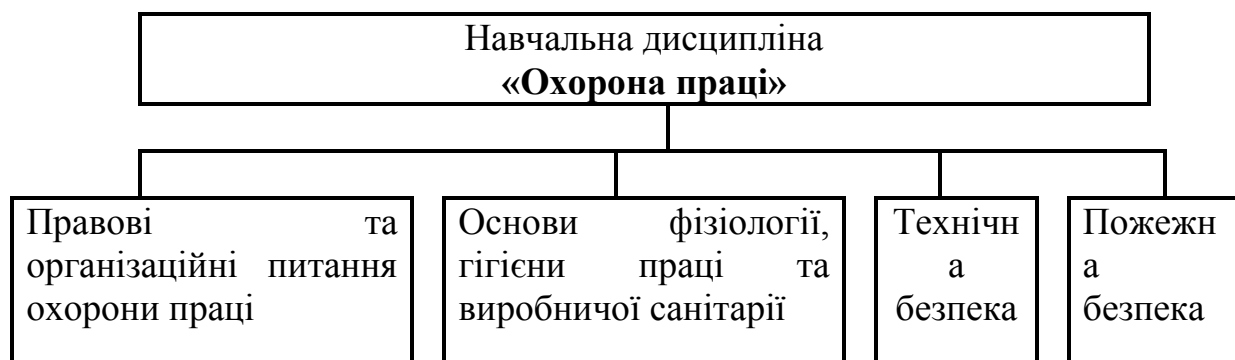 Навчальна дисципліна
«Охорона праці»
Правові та
організаційні питання
охорони праці
Основи фізіології,
гігієни праці та
виробничої санітарії
Технічн
а
безпека
Пожежн
а
безпека